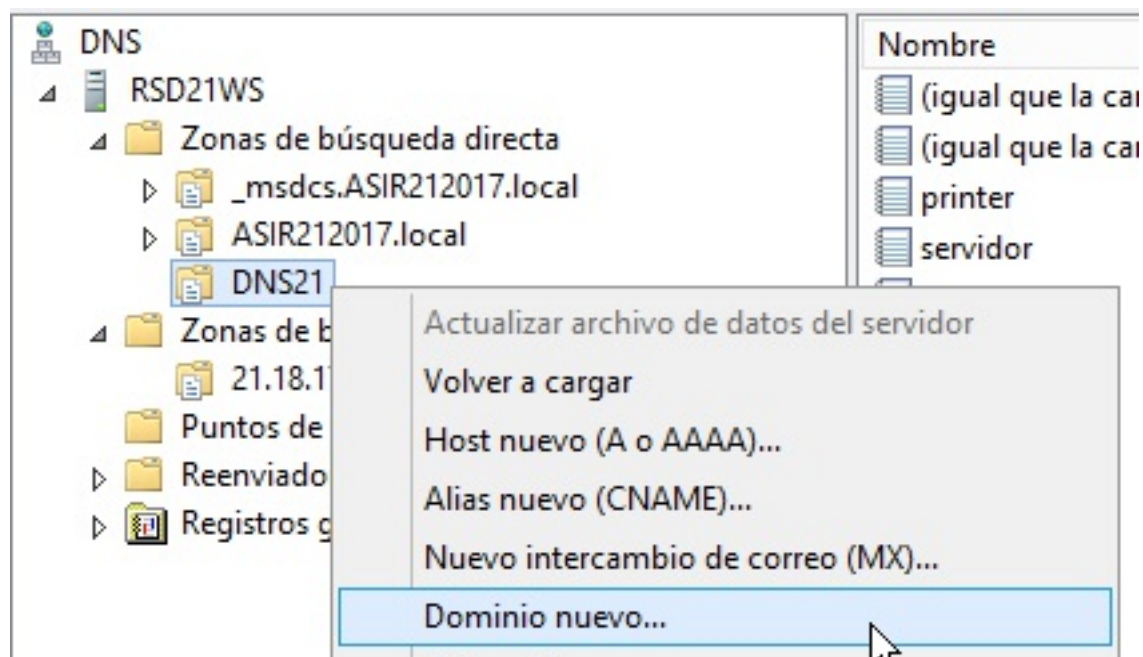 DNS
RSD21WS
Zonas de búsqueda directa
_msdcs.ASIR212017.local
ASIR212017.local
DNS21
Zonas de
21.18.1
Puntos de
Reenviado
Registros
Nombre
(igual que la
(igual que la
printer
servidor
Actualizar archivo de datos del servidor
Volver a cargar
Host nuevo (A o AAAA)...
Alias nuevo (CNAME)...
Nuevo intercambio de correo (MX)...
Dominio nuevo...